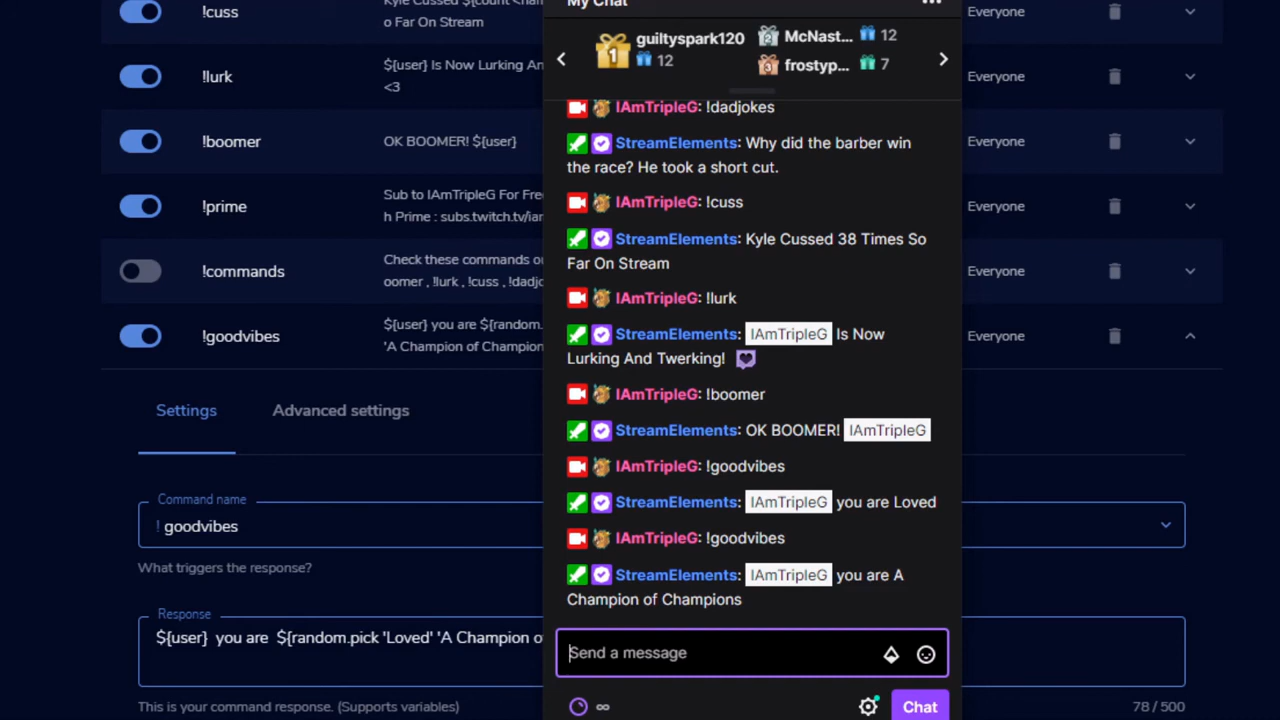 !cuss
Kyle Cussed ${count
o Far On Stream
Everyone
!lurk
${user} Is Now Lurking An
<3
Everyone
!boomer
OK BOOMER! ${user}
Everyone
!prime
Sub to IAmTripleG For Fre
h Prime : subs.twitch.tv/ia
Everyone
!commands
Check these commands o
oomer , !lurk , !cuss , !dadj
Everyone
!goodvibes
${user} you are ${random.
'A Champion of Champion
Everyone
Settings
Advanced settings
Command name
! goodvibes
What triggers the response?
Response
${user} you are ${random.pick 'Loved' 'A Champion o
This is your command response. (Supports variables)
78 / 500
My Chat
1
guiltyspark120
12
2
McNast...
12
3
frostyp...
7
IAmTripleG: !dadjokes
StreamElements: Why did the barber win
the race? He took a short cut.
IAmTripleG: !cuss
StreamElements: Kyle Cussed 38 Times So
Far On Stream
IAmTripleG: !lurk
StreamElements: IAmTripleG Is Now
Lurking And Twerking!
IAmTripleG: !boomer
StreamElements: OK BOOMER! IAmTripleG
IAmTripleG: !goodvibes
StreamElements: IAmTripleG you are Loved
IAmTripleG: !goodvibes
StreamElements: IAmTripleG you are A
Champion of Champions
Send a message
∞
Chat